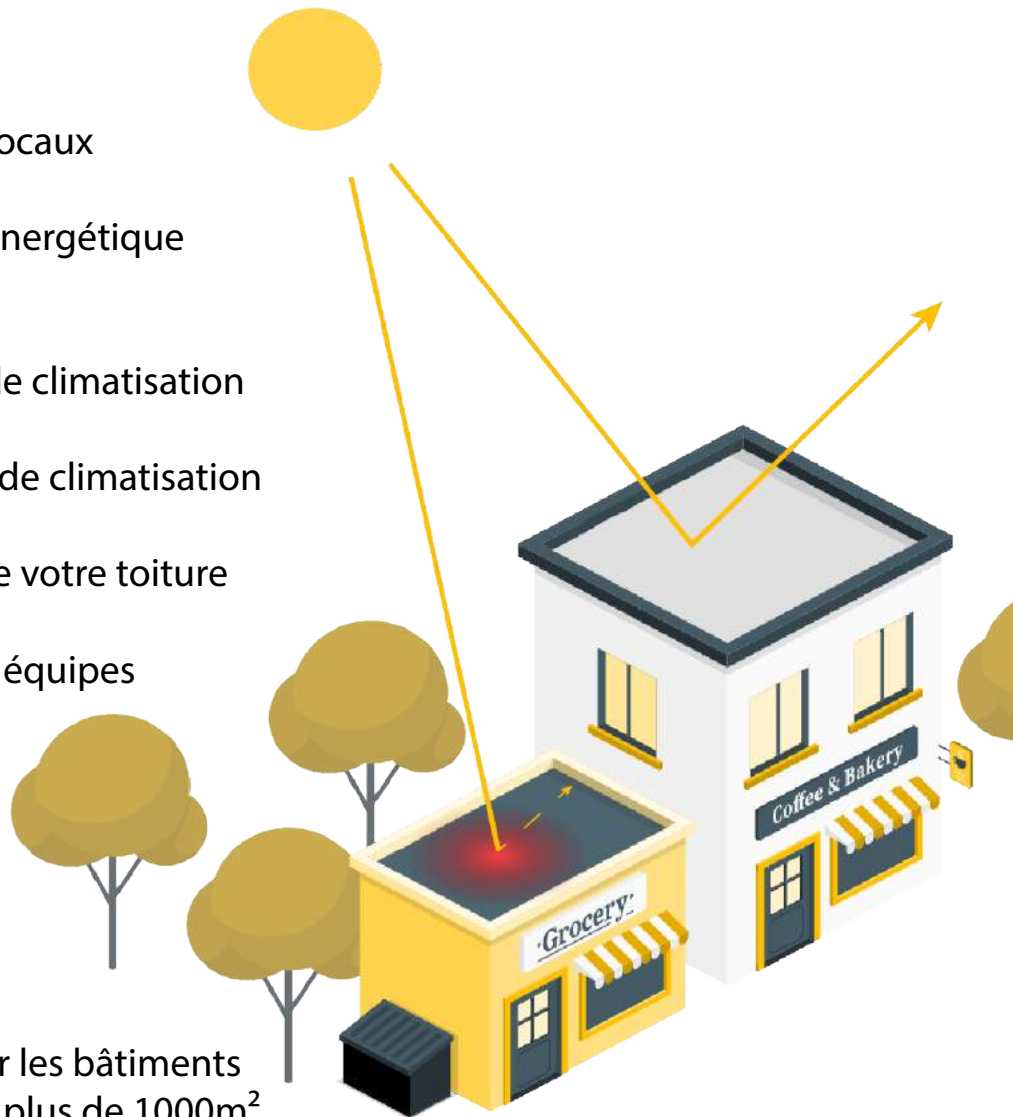 ocaux
nergétique
le climatisation
de climatisation
e votre toiture
équipes
Coffee & Bakery
·Grocery·
r les bâtiments
plus de 1000m²